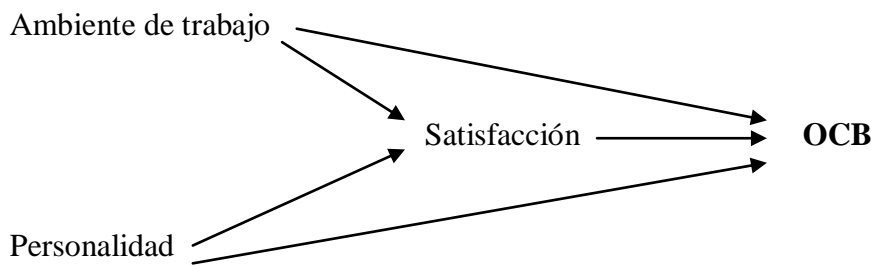 Ambiente de trabajo
Satisfacción
OCB
Personalidad